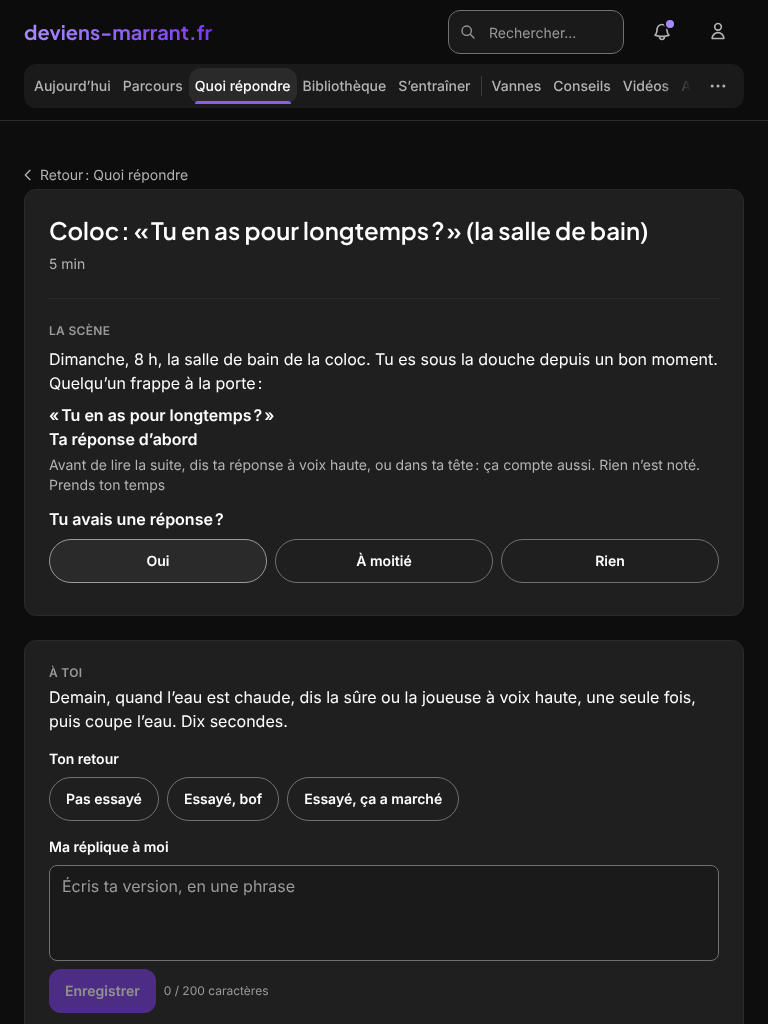 deviens-marrant.fr
Rechercher...
Aujourd’hui Parcours Quoi répondre Bibliothèque S’entraîner Vannes Conseils Vidéos
Retour : Quoi répondre
Coloc : « Tu en as pour longtemps ? » (la salle de bain)
5 min
LA SCÈNE
Dimanche, 8 h, la salle de bain de la coloc. Tu es sous la douche depuis un bon moment.
Quelqu’un frappe à la porte :
« Tu en as pour longtemps ? »
Ta réponse d’abord
Avant de lire la suite, dis ta réponse à voix haute, ou dans ta tête : ça compte aussi. Rien n’est noté.
Prends ton temps
Tu avais une réponse ?
Oui À moitié Rien
À TOI
Demain, quand l’eau est chaude, dis la sûre ou la joueuse à voix haute, une seule fois,
puis coupe l’eau. Dix secondes.
Ton retour
Pas essayé Essayé, bof Essayé, ça a marché
Ma réplique à moi
Écris ta version, en une phrase
Enregistrer 0 / 200 caractères